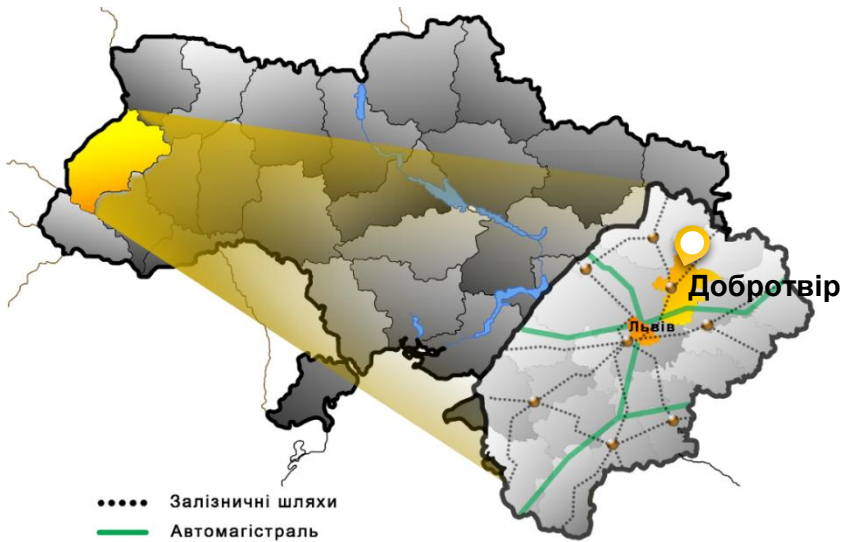 Добротвір
Львів
Залізничні шляхи
Автомагістраль